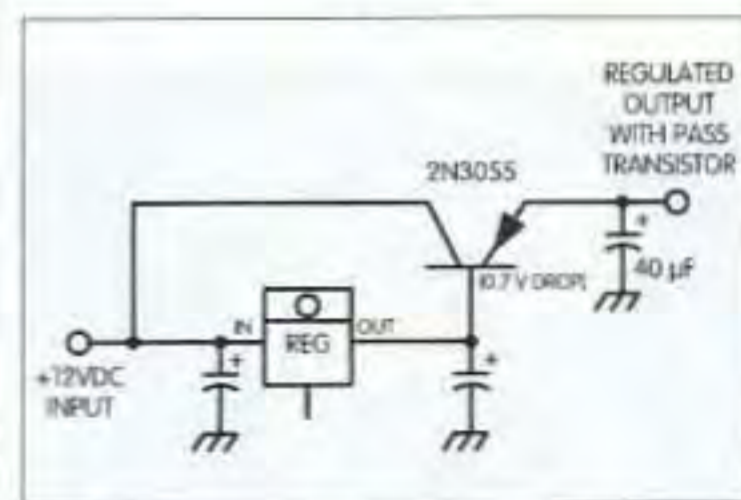 REGULATED
OUTPUT
WITH PASS
TRANSISTOR
2N3055
(0.7 V DROP)
+
40 µF
IN
REG
OUT
+12VDC
INPUT
+
+